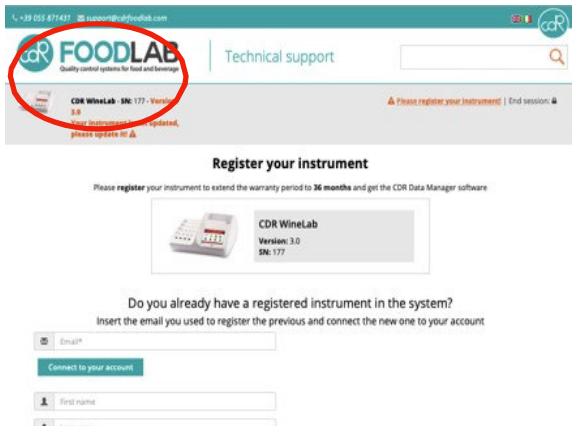 +39 055 871431 support@cdrfoodlab.com
CDR
CDR FOODLAB
Quality control systems for food and beverage
Technical support
CDR WineLab - SN: 177 - Version
3.0
Your instrument is not updated,
please update it!
Please register your instrument! | End session:
Register your instrument
Please register your instrument to extend the warranty period to 36 months and get the CDR Data Manager software
CDR WineLab
Version: 3.0
SN: 177
Do you already have a registered instrument in the system?
Insert the email you used to register the previous and connect the new one to your account
Email*
Connect to your account
First name